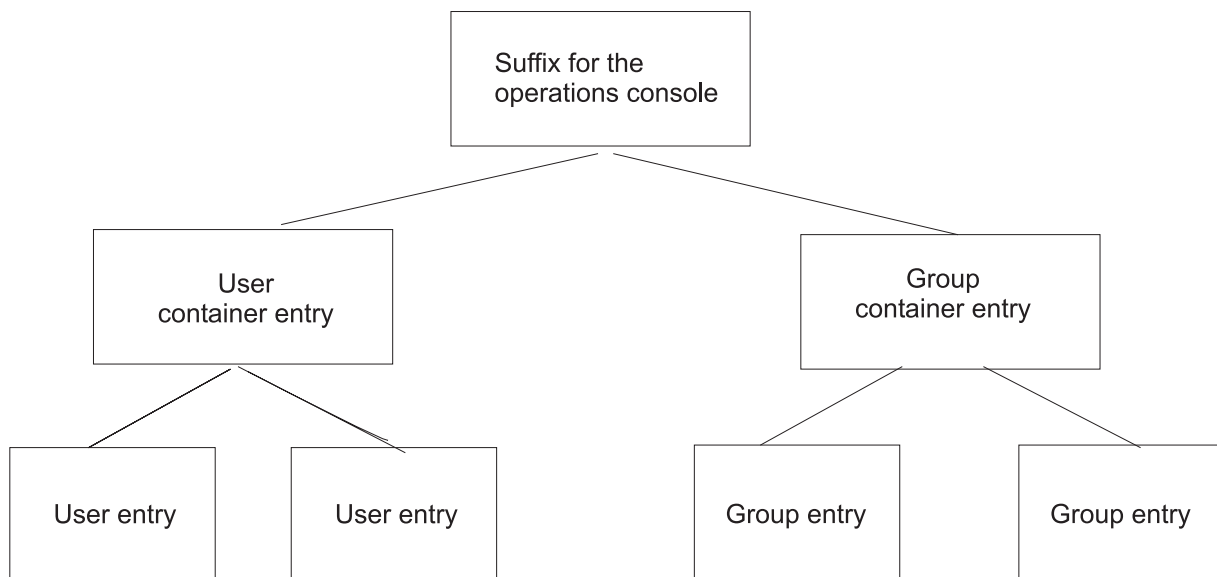 Suffix for the
operations console
User
container entry
Group
container entry
User entry
User entry
Group entry
Group entry